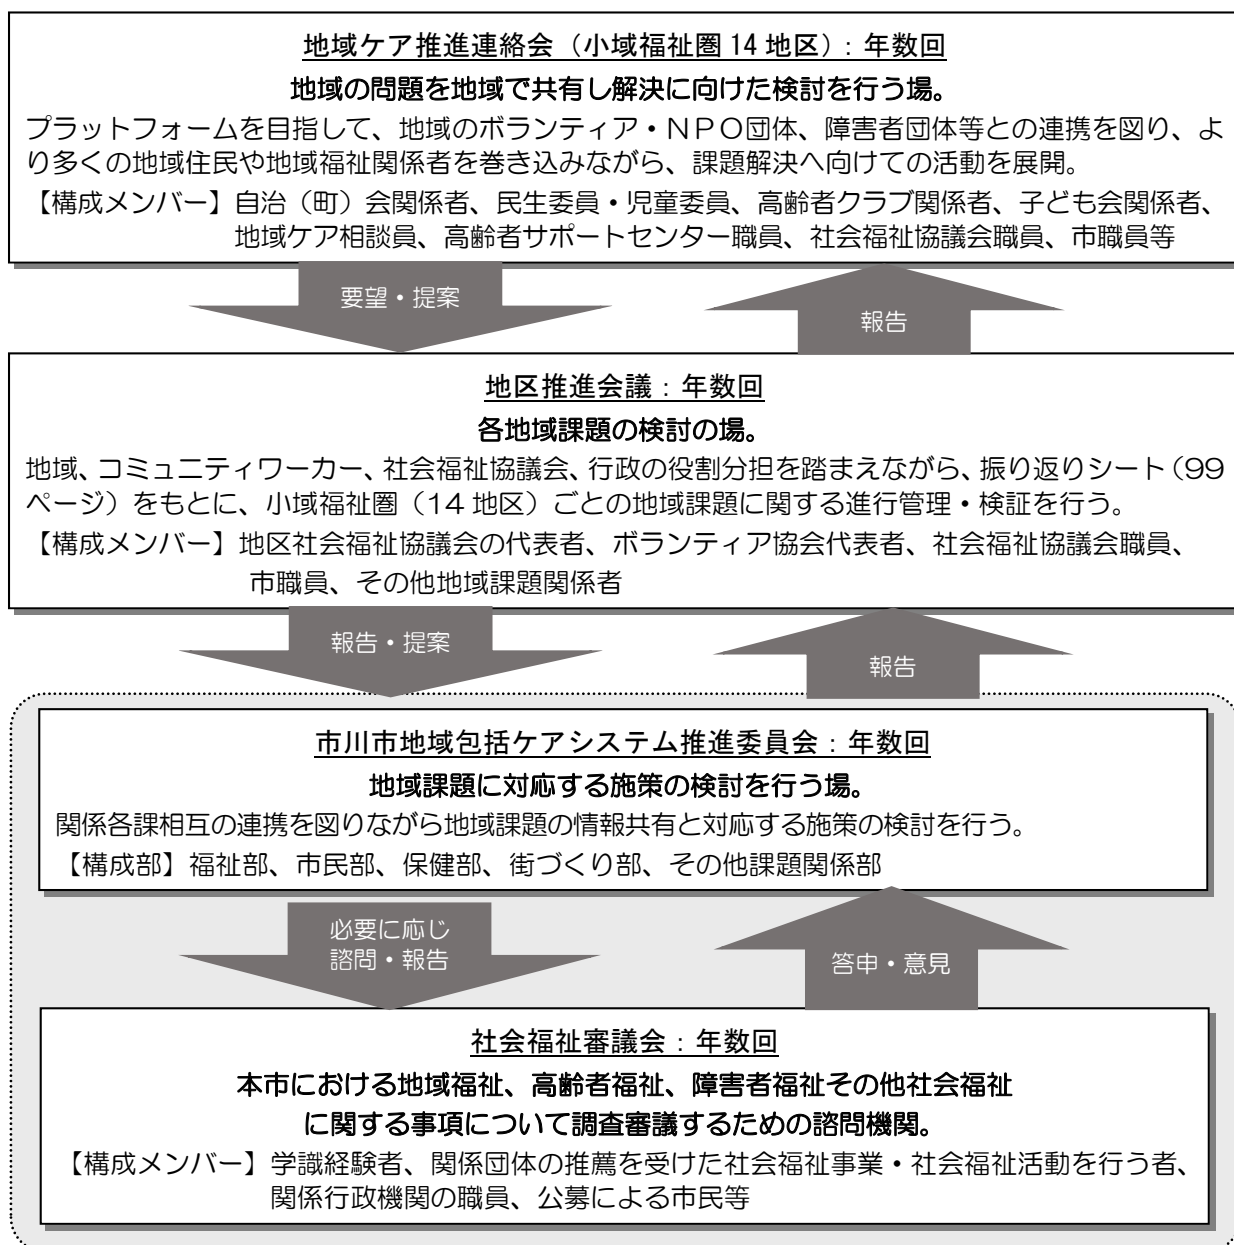 地域ケア推進連絡会（小域福祉圏 14 地区）：年数回
地域の問題を地域で共有し解決に向けた検討を行う場。
プラットフォームを目指して、地域のボランティア・ＮＰＯ団体、障害者団体等との連携を図り、よ
り多くの地域住民や地域福祉関係者を巻き込みながら、課題解決へ向けての活動を展開。
【構成メンバー】自治（町）会関係者、民生委員・児童委員、高齢者クラブ関係者、子ども会関係者、
地域ケア相談員、高齢者サポートセンター職員、社会福祉協議会職員、市職員等
要望・提案
報告
地区推進会議：年数回
各地域課題の検討の場。
地域、コミュニティワーカー、社会福祉協議会、行政の役割分担を踏まえながら、振り返りシート（99
ページ）をもとに、小域福祉圏（14 地区）ごとの地域課題に関する進行管理・検証を行う。
【構成メンバー】地区社会福祉協議会の代表者、ボランティア協会代表者、社会福祉協議会職員、
市職員、その他地域課題関係者
報告・提案
報告
市川市地域包括ケアシステム推進委員会：年数回
地域課題に対応する施策の検討を行う場。
関係各課相互の連携を図りながら地域課題の情報共有と対応する施策の検討を行う。
【構成部】福祉部、市民部、保健部、街づくり部、その他課題関係部
必要に応じ
諮問・報告
答申・意見
社会福祉審議会：年数回
本市における地域福祉、高齢者福祉、障害者福祉その他社会福祉
に関する事項について調査審議するための諮問機関。
【構成メンバー】学識経験者、関係団体の推薦を受けた社会福祉事業・社会福祉活動を行う者、
関係行政機関の職員、公募による市民等